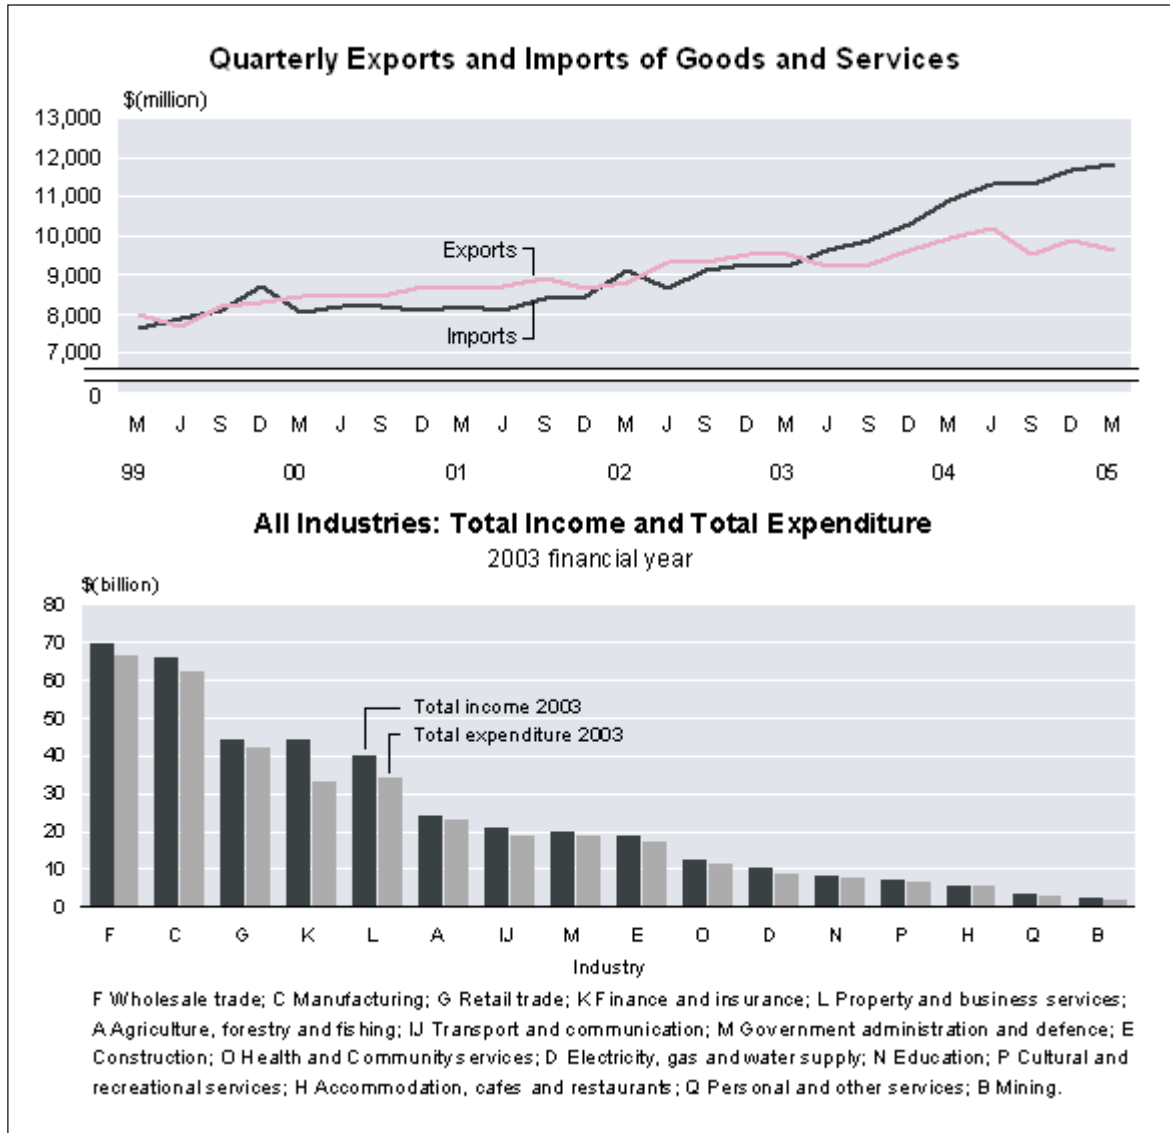 Quarterly Exports and Imports of Goods and Services
$(million)
13,000
12,000
11,000
10,000
9,000
8,000
7,000
0
Exports
Imports
M J S D M J S D M J S D M J S D M J S D M J S D M
99 00 01 02 03 04 05
All Industries: Total Income and Total Expenditure
2003 financial year
$(billion)
80
70
60
50
40
30
20
10
0
Total income 2003
Total expenditure 2003
F C G K L A IJ M E O D N P H Q B
Industry
F Wholesale trade; C Manufacturing; G Retail trade; K Finance and insurance; L Property and business services;
A Agriculture, forestry and fishing; IJ Transport and communication; M Government administration and defence; E
Construction; O Health and Community services; D Electricity, gas and water supply; N Education; P Cultural and
recreational services; H Accommodation, cafes and restaurants; Q Personal and other services; B Mining.